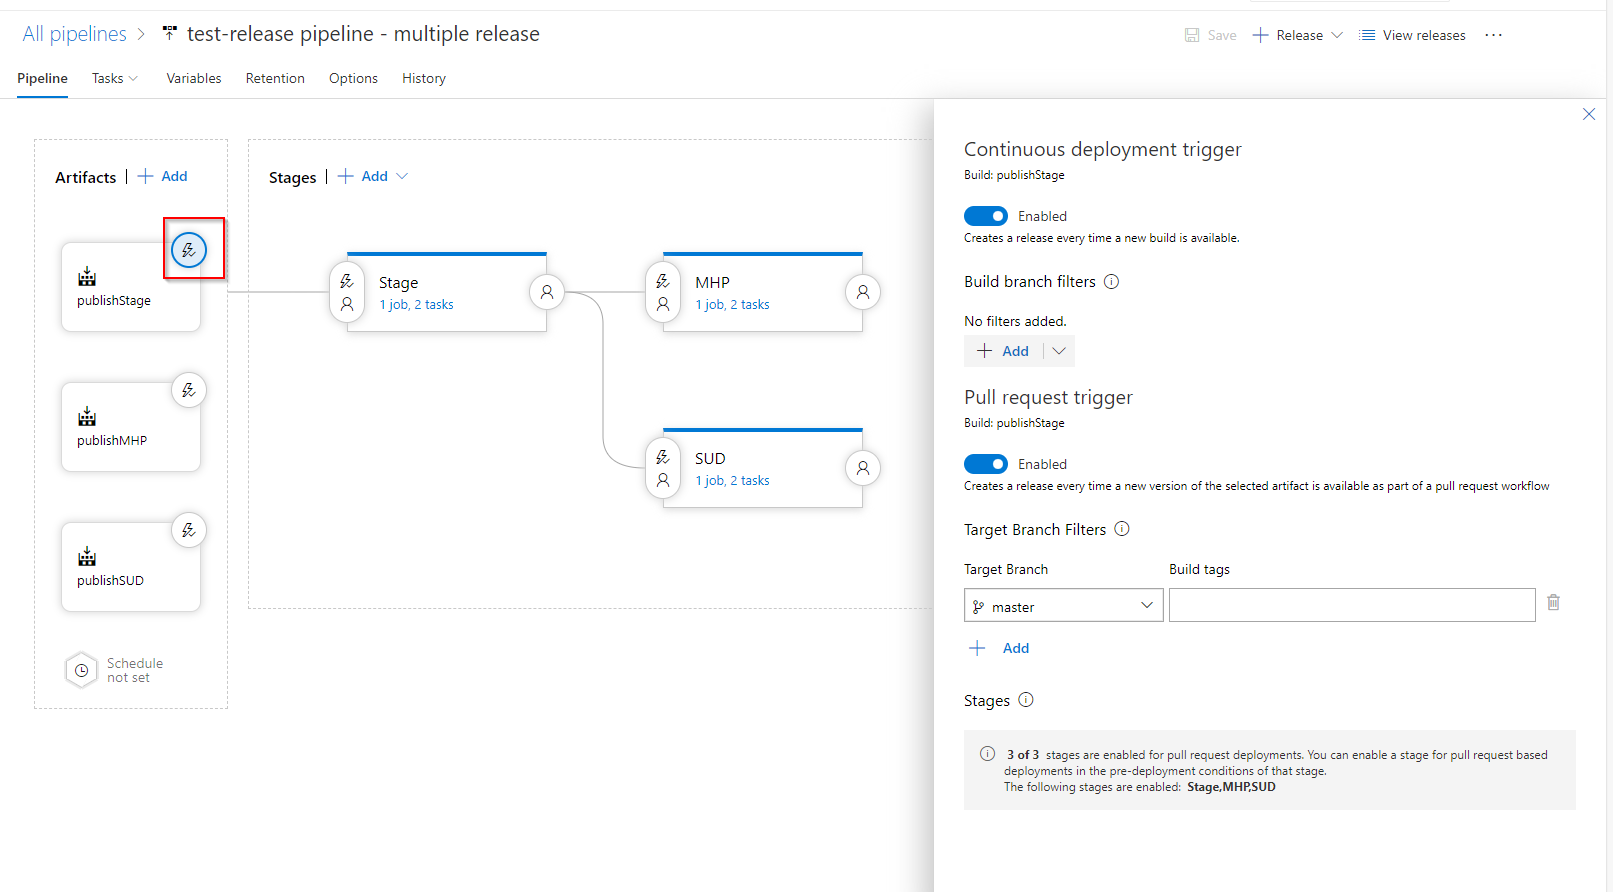 All pipelines > test-release pipeline - multiple release
Save
Release
View releases
Pipeline
Tasks
Variables
Retention
Options
History
Artifacts | + Add
publishStage
publishMHP
publishSUD
Schedule
not set
Stages | + Add
Stage
1 job, 2 tasks
MHP
1 job, 2 tasks
SUD
1 job, 2 tasks
Continuous deployment trigger
Build: publishStage
Enabled
Creates a release every time a new build is available.
Build branch filters
No filters added.
+ Add
Pull request trigger
Build: publishStage
Enabled
Creates a release every time a new version of the selected artifact is available as part of a pull request workflow
Target Branch Filters
Target Branch
Build tags
master
+ Add
Stages
3 of 3 stages are enabled for pull request deployments. You can enable a stage for pull request based
deployments in the pre-deployment conditions of that stage.
The following stages are enabled: Stage,MHP,SUD